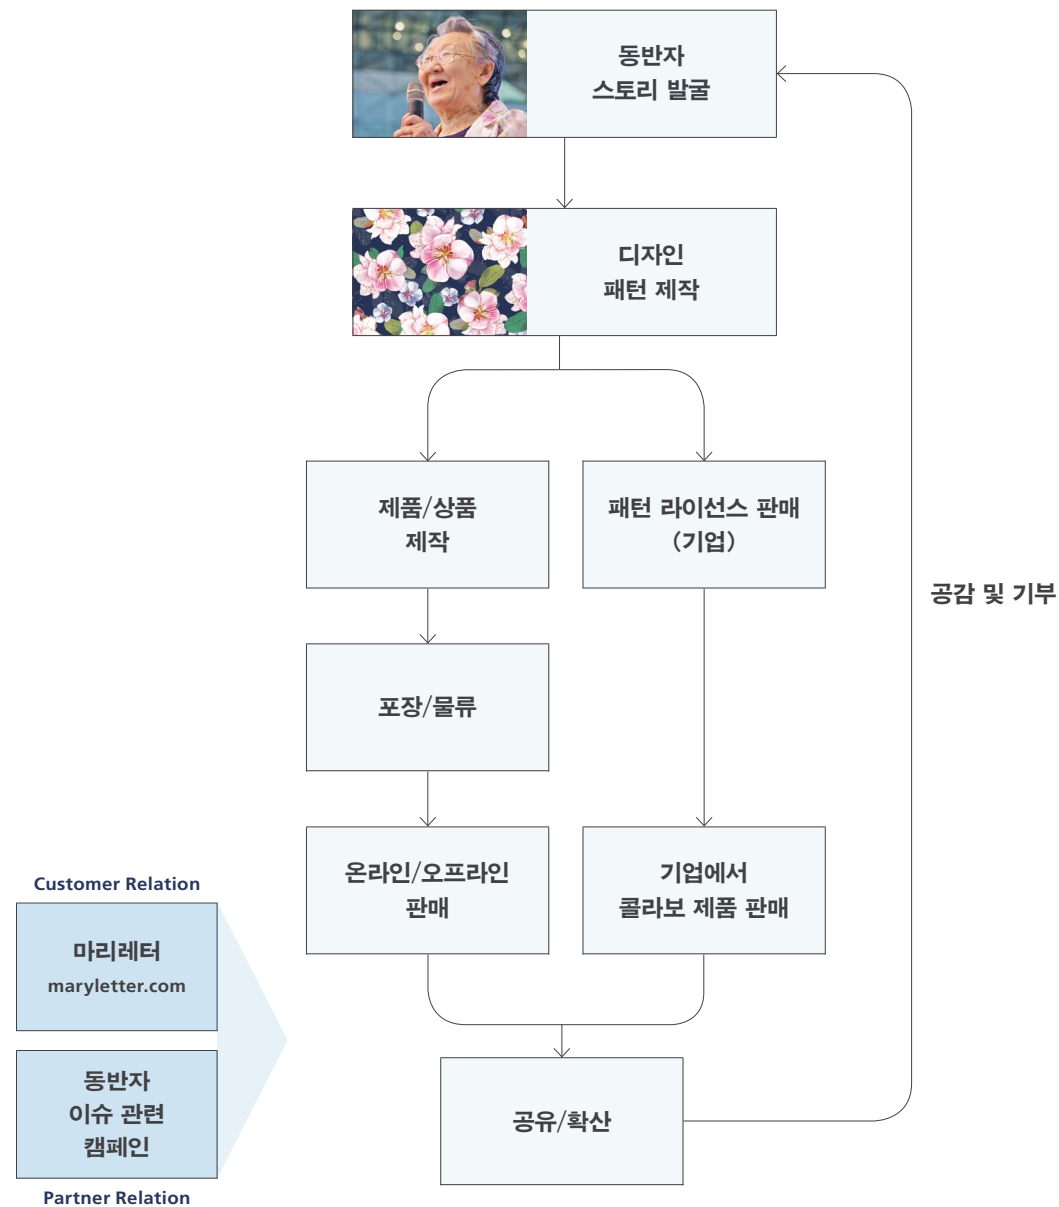 동반자
스토리 발굴
디자인
패턴 제작
제품/상품
제작
패턴 라이선스 판매
(기업)
공감 및 기부
포장/물류
온라인/오프라인
판매
기업에서
콜라보 제품 판매
Customer Relation
마리레터
maryletter.com
동반자
이슈 관련
캠페인
Partner Relation
공유/확산